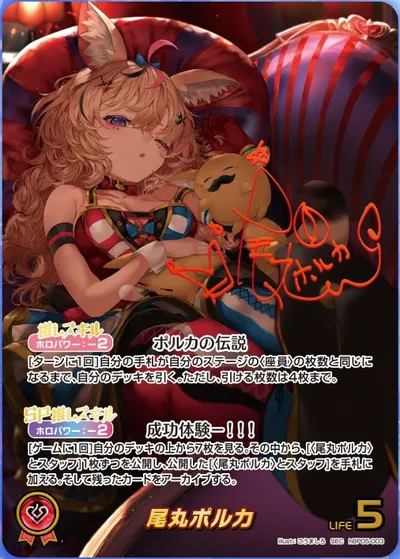 ポルカ
推しスキル
ホロパワー:-2
ポルカの伝説
[ターンに1回]自分の手札が自分のステージの〈座員〉の枚数と同じに
なるまで、自分のデッキを引く。ただし、引ける枚数は4枚まで。
SP推しスキル
ホロパワー:-2
成功体験ー!!!
[ゲームに1回]自分のデッキの上から7枚を見る。その中から、[〈尾丸ポルカ〉
とスタッフ]1枚ずつを公開し、公開した[〈尾丸ポルカ〉とスタッフ]を手札に
加える。そして残ったカードをアーカイブする。
尾丸ポルカ
LIFE 5
illust: こうましろ SEC hBP05-003